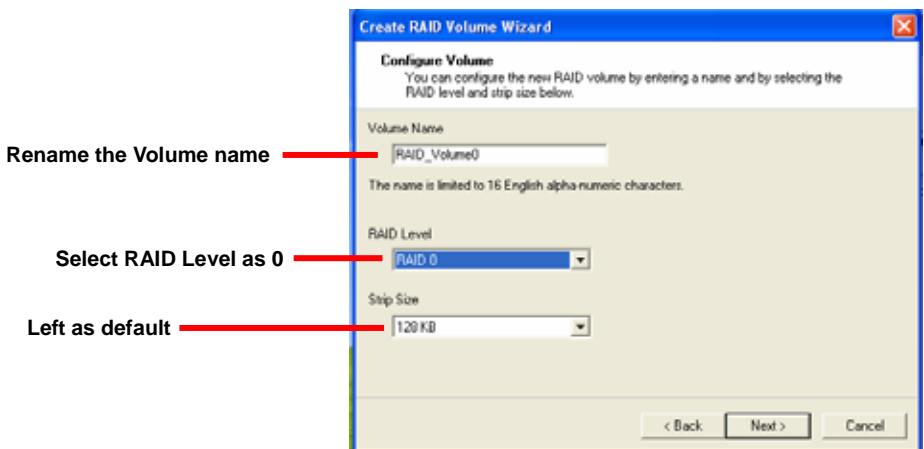 Create RAID Volume Wizard
Configure Volume
You can configure the new RAID volume by entering a name and by selecting the
RAID level and strip size below.
Volume Name
Rename the Volume name
RAID_Volume0
The name is limited to 16 English alpha-numeric characters.
RAID Level
Select RAID Level as 0
RAID 0
Strip Size
Left as default
128 KB
< Back
Next >
Cancel